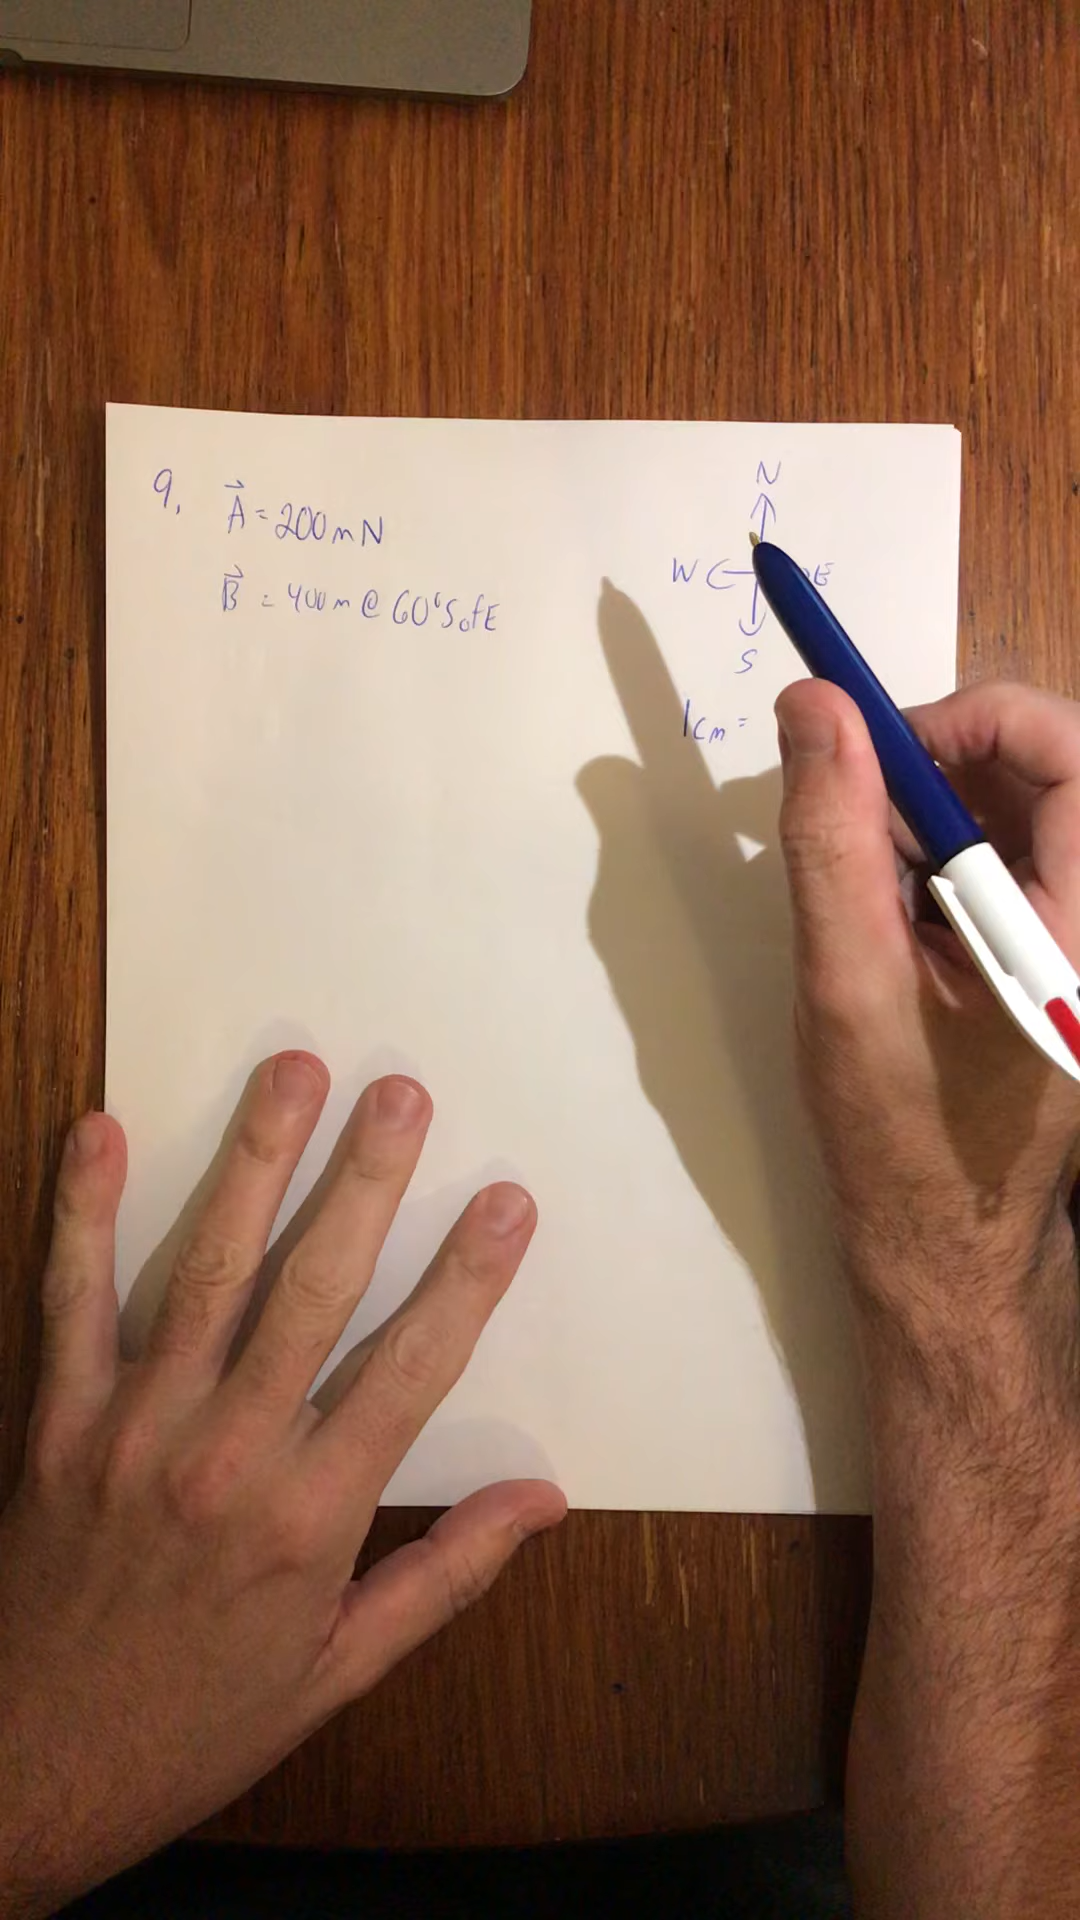 9. A = 200 m N
B = 400 m @ 60° S of E
N
W E
S
1cm =